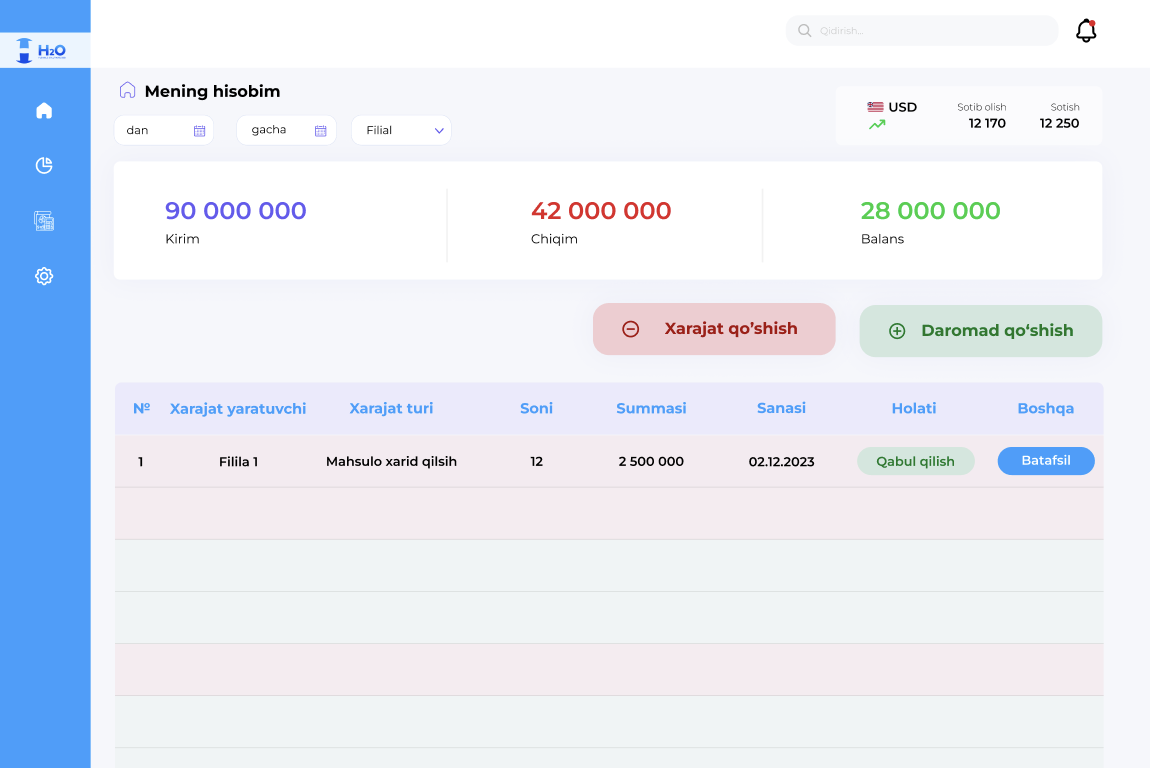 H2O
Qidirish..
Mening hisobim
dan
gacha
Filial
USD
Sotib olish
Sotish
12 170
12 250
90 000 000
Kirim
42 000 000
Chiqim
28 000 000
Balans
Xarajat qo’shish
Daromad qo‘shish
№ Xarajat yaratuvchi Xarajat turi Soni Summasi Sanasi Holati Boshqa
1 Filila 1 Mahsulo xarid qilsih 12 2 500 000 02.12.2023 Qabul qilish Batafsil